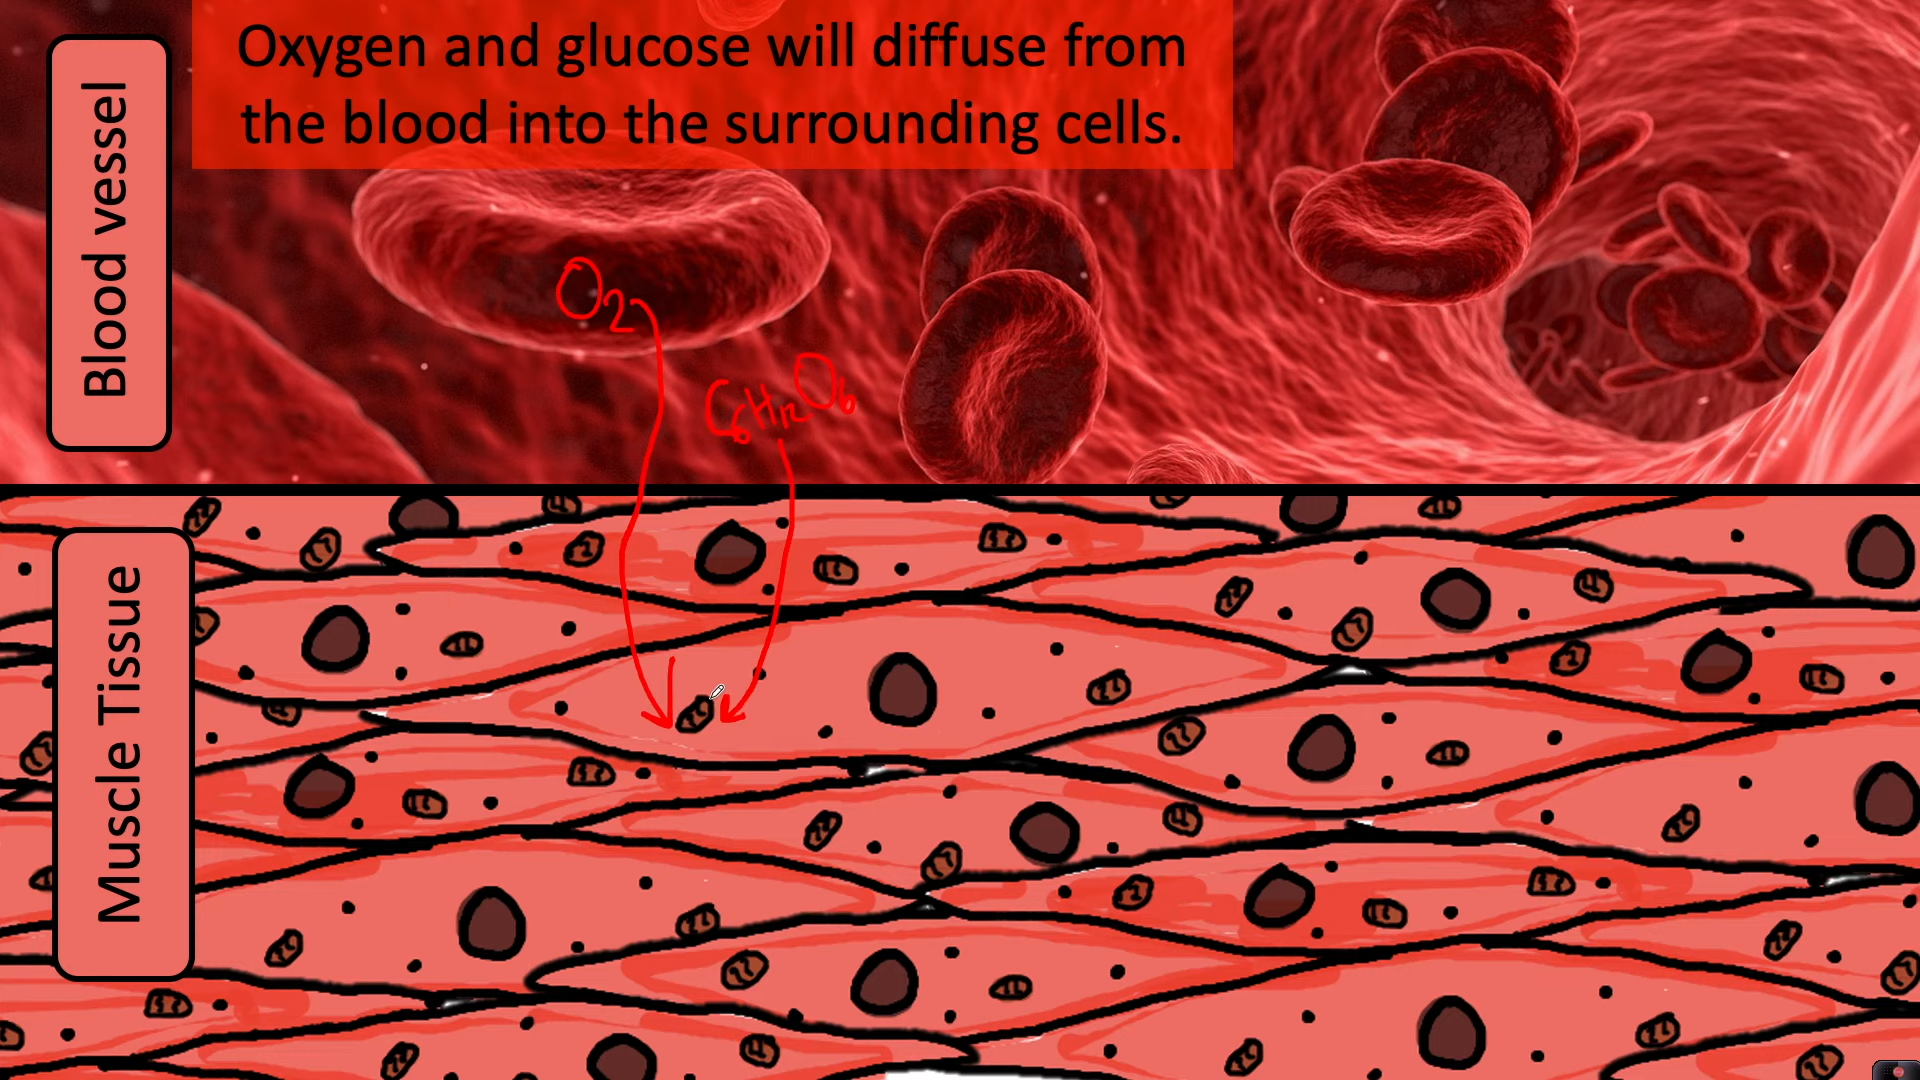 Oxygen and glucose will diffuse from
the blood into the surrounding cells.
Blood vessel
O2
C6H12O6
Muscle Tissue